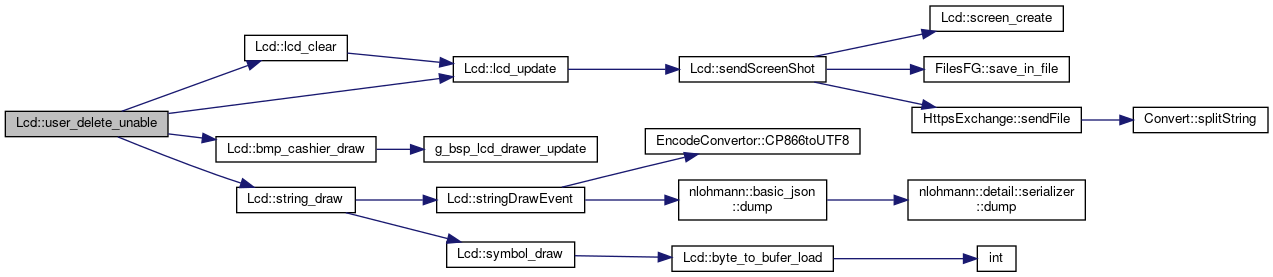 Lcd::user_delete_unable
Lcd::lcd_clear
Lcd::lcd_update
Lcd::sendScreenShot
Lcd::screen_create
FilesFG::save_in_file
HttpsExchange::sendFile
Convert::splitString
Lcd::bmp_cashier_draw
g_bsp_lcd_drawer_update
Lcd::string_draw
Lcd::stringDrawEvent
EncodeConvertor::CP866toUTF8
nlohmann::basic_json
::dump
nlohmann::detail::serializer
::dump
Lcd::symbol_draw
Lcd::byte_to_bufer_load
int